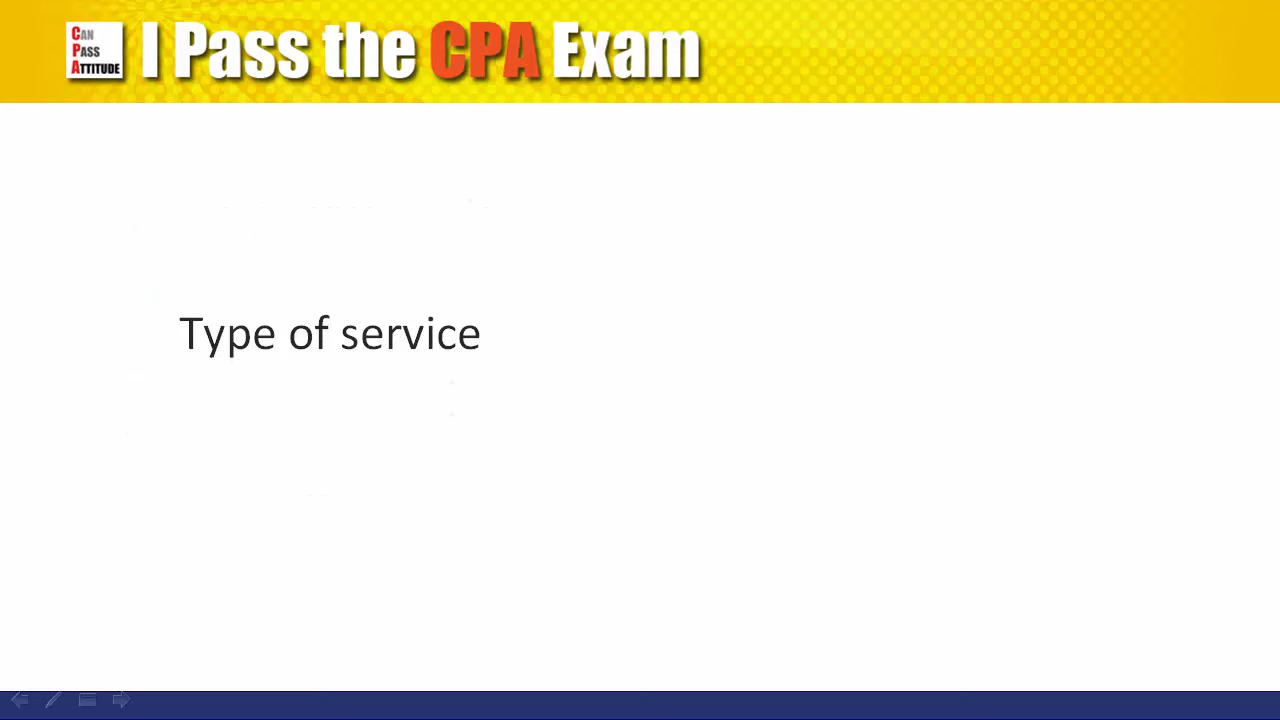 CAN
PASS
ATTITUDE
I Pass the CPA Exam
Type of service